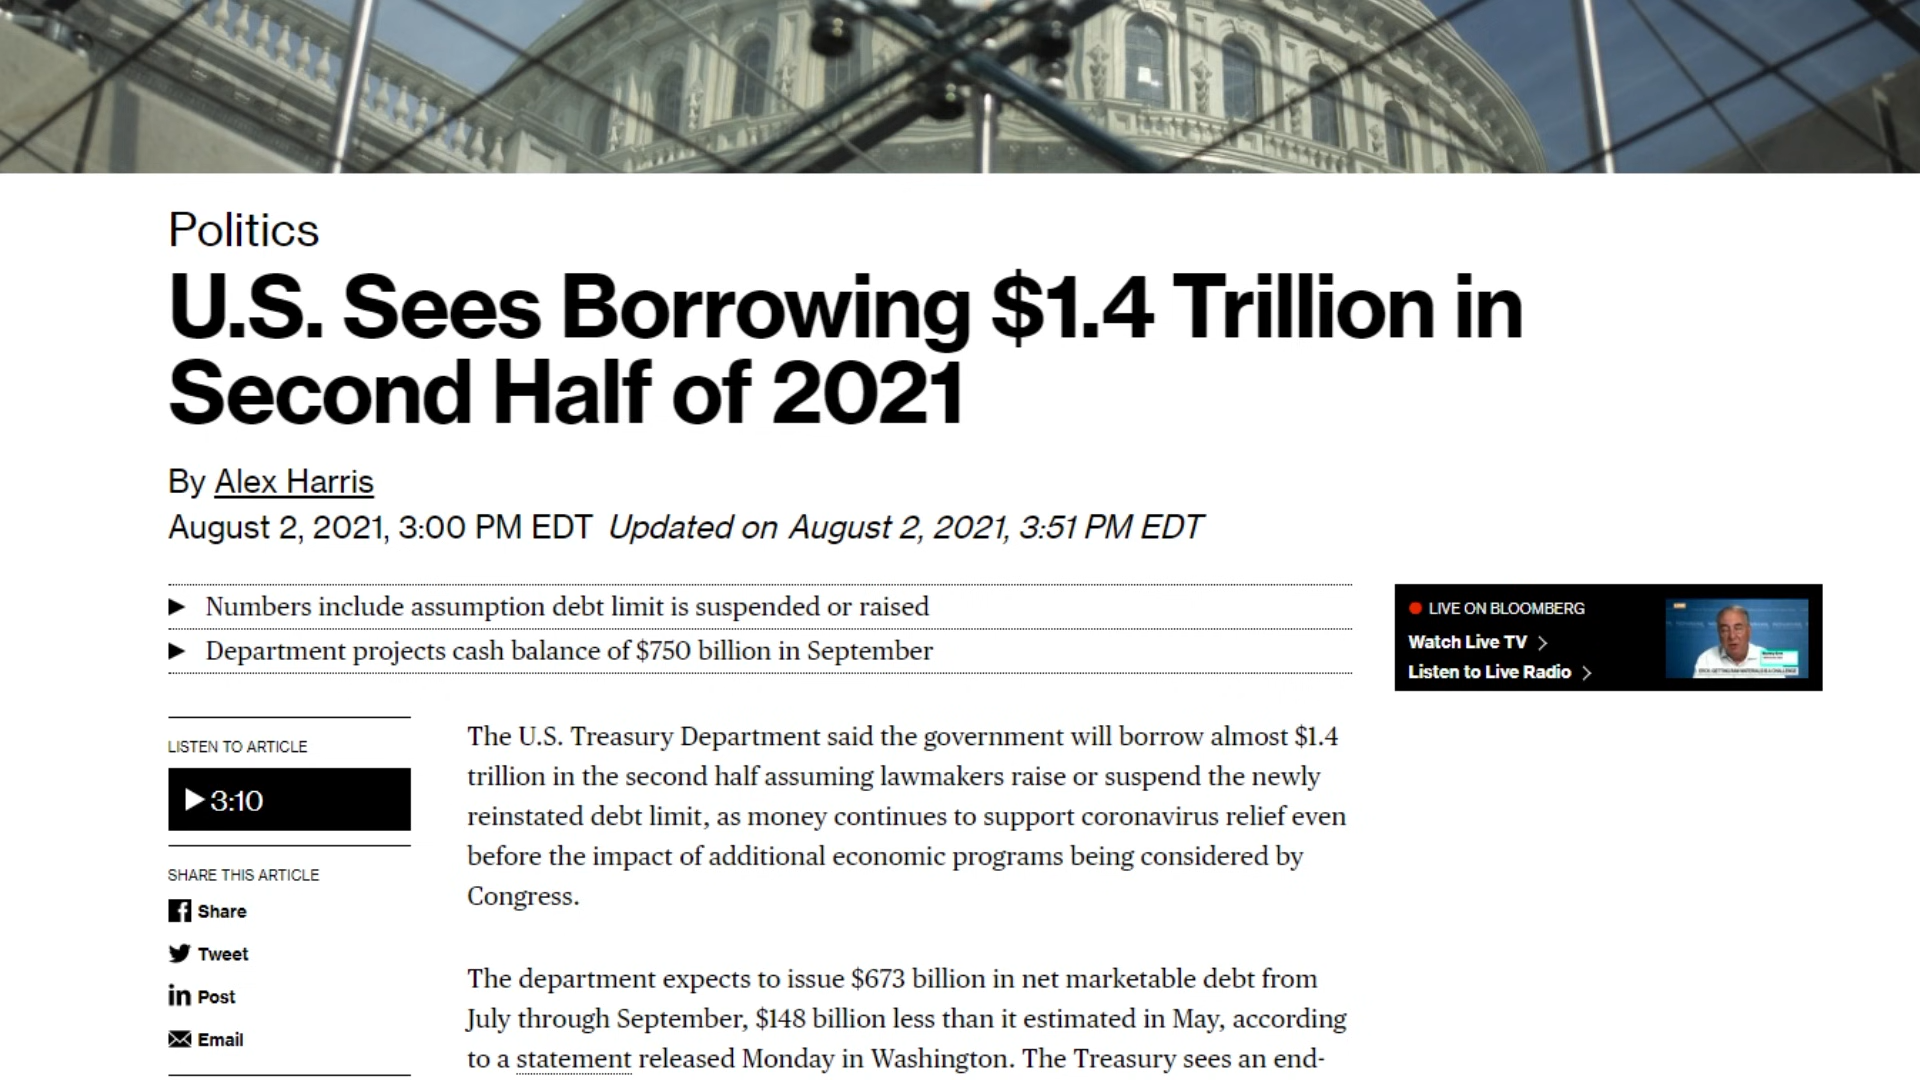 Politics
U.S. Sees Borrowing $1.4 Trillion in
Second Half of 2021
By Alex Harris
August 2, 2021, 3:00 PM EDT Updated on August 2, 2021, 3:51 PM EDT
Numbers include assumption debt limit is suspended or raised
Department projects cash balance of $750 billion in September
LIVE ON BLOOMBERG
Watch Live TV
Listen to Live Radio
LISTEN TO ARTICLE
3:10
SHARE THIS ARTICLE
Share
Tweet
Post
Email
The U.S. Treasury Department said the government will borrow almost $1.4
trillion in the second half assuming lawmakers raise or suspend the newly
reinstated debt limit, as money continues to support coronavirus relief even
before the impact of additional economic programs being considered by
Congress.
The department expects to issue $673 billion in net marketable debt from
July through September, $148 billion less than it estimated in May, according
to a statement released Monday in Washington. The Treasury sees an end-